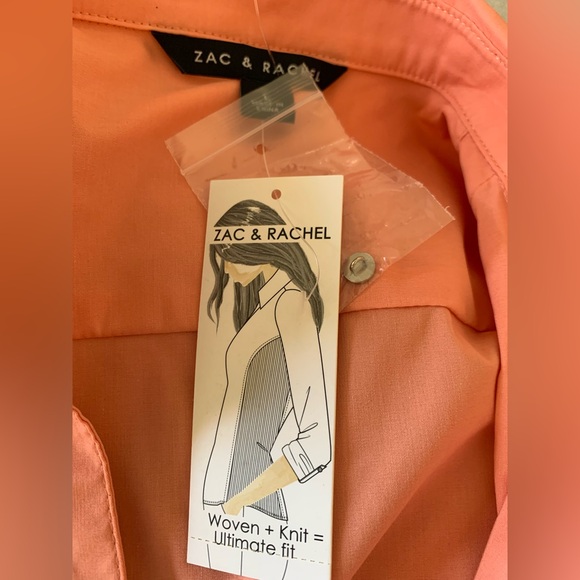 ZAC & RACHEL
ZAC & RACHEL
Woven + Knit =
Ultimate fit